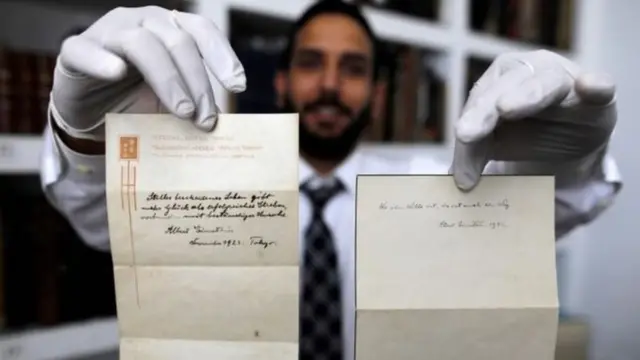 Stilles bescheidenes Leben gibt
mehr Glück als erfolgreiches Streben,
verbunden mit beständiger Unruhe.
Albert Einstein.
November 1922. Tokyo.
Wo ein Wille ist, da ist auch ein Weg
Albert Einstein 1922.